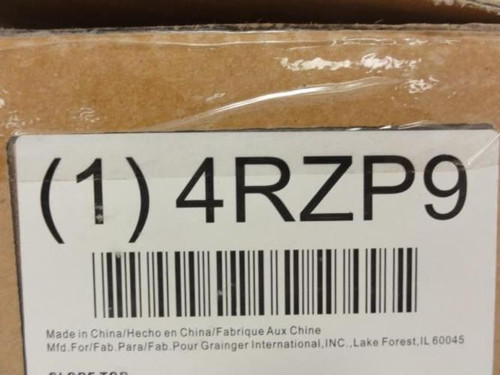 (1) 4RZP9
Made in China/Hecho en China/Fabrique Aux Chine
Mfd.For/Fab.Para/Fab.Pour Grainger International,INC.,Lake Forest,IL 60045